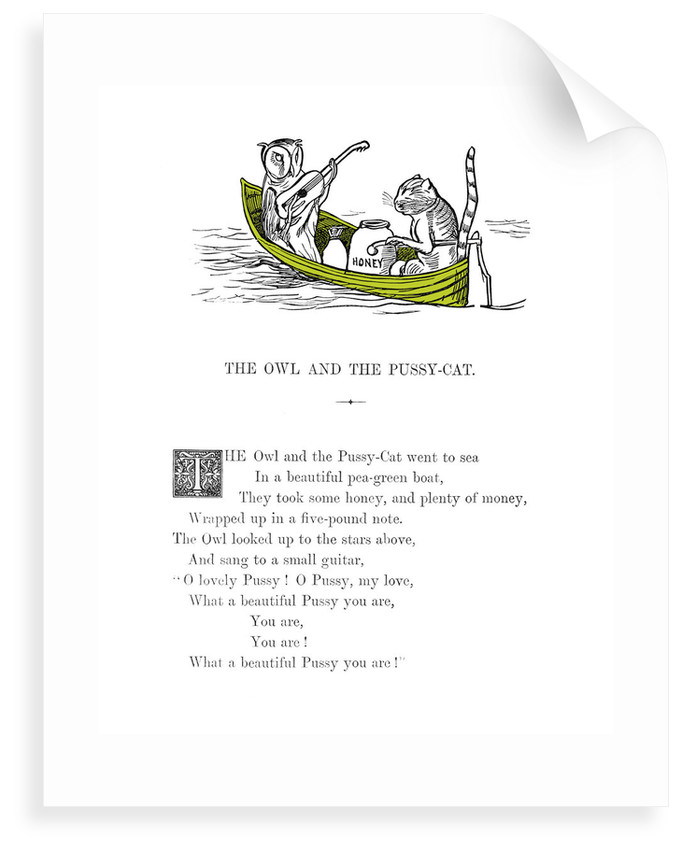 HONEY
THE OWL AND THE PUSSY-CAT.
THE Owl and the Pussy-Cat went to sea
In a beautiful pea-green boat,
They took some honey, and plenty of money,
Wrapped up in a five-pound note.
The Owl looked up to the stars above,
And sang to a small guitar,
“O lovely Pussy! O Pussy, my love,
What a beautiful Pussy you are,
You are,
You are!
What a beautiful Pussy you are!”